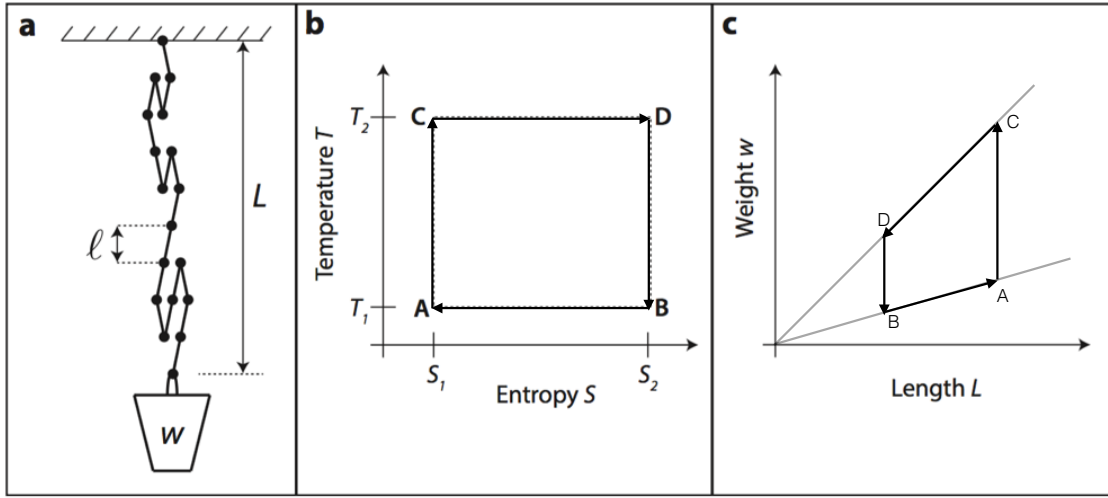 a
L
ℓ
w
b
Temperature T
T₂
C
D
T₁
A
B
S₁
S₂
Entropy S
c
Weight w
C
D
A
B
Length L